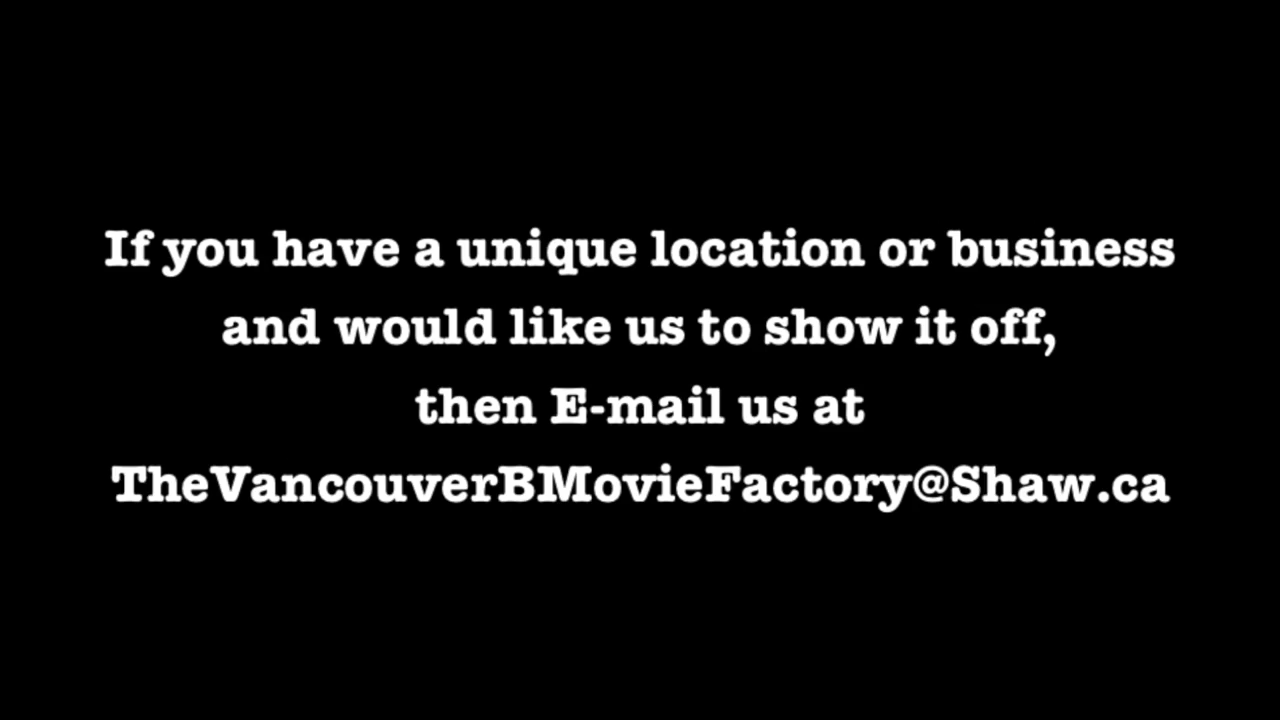 If you have a unique location or business
and would like us to show it off,
then E-mail us at
TheVancouverBMovieFactory@Shaw.ca